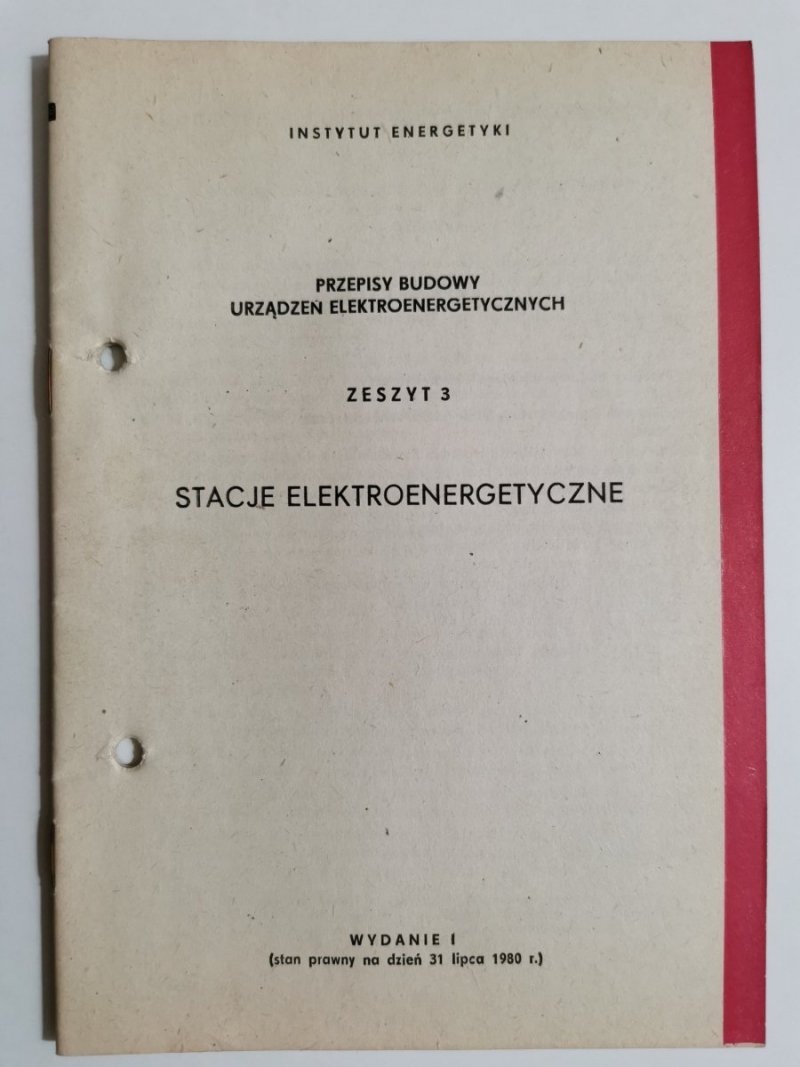 INSTYTUT ENERGETYKI
PRZEPISY BUDOWY
URZĄDZEŃ ELEKTROENERGETYCZNYCH
ZESZYT 3
STACJE ELEKTROENERGETYCZNE
WYDANIE I
(stan prawny na dzień 31 lipca 1980 r.)